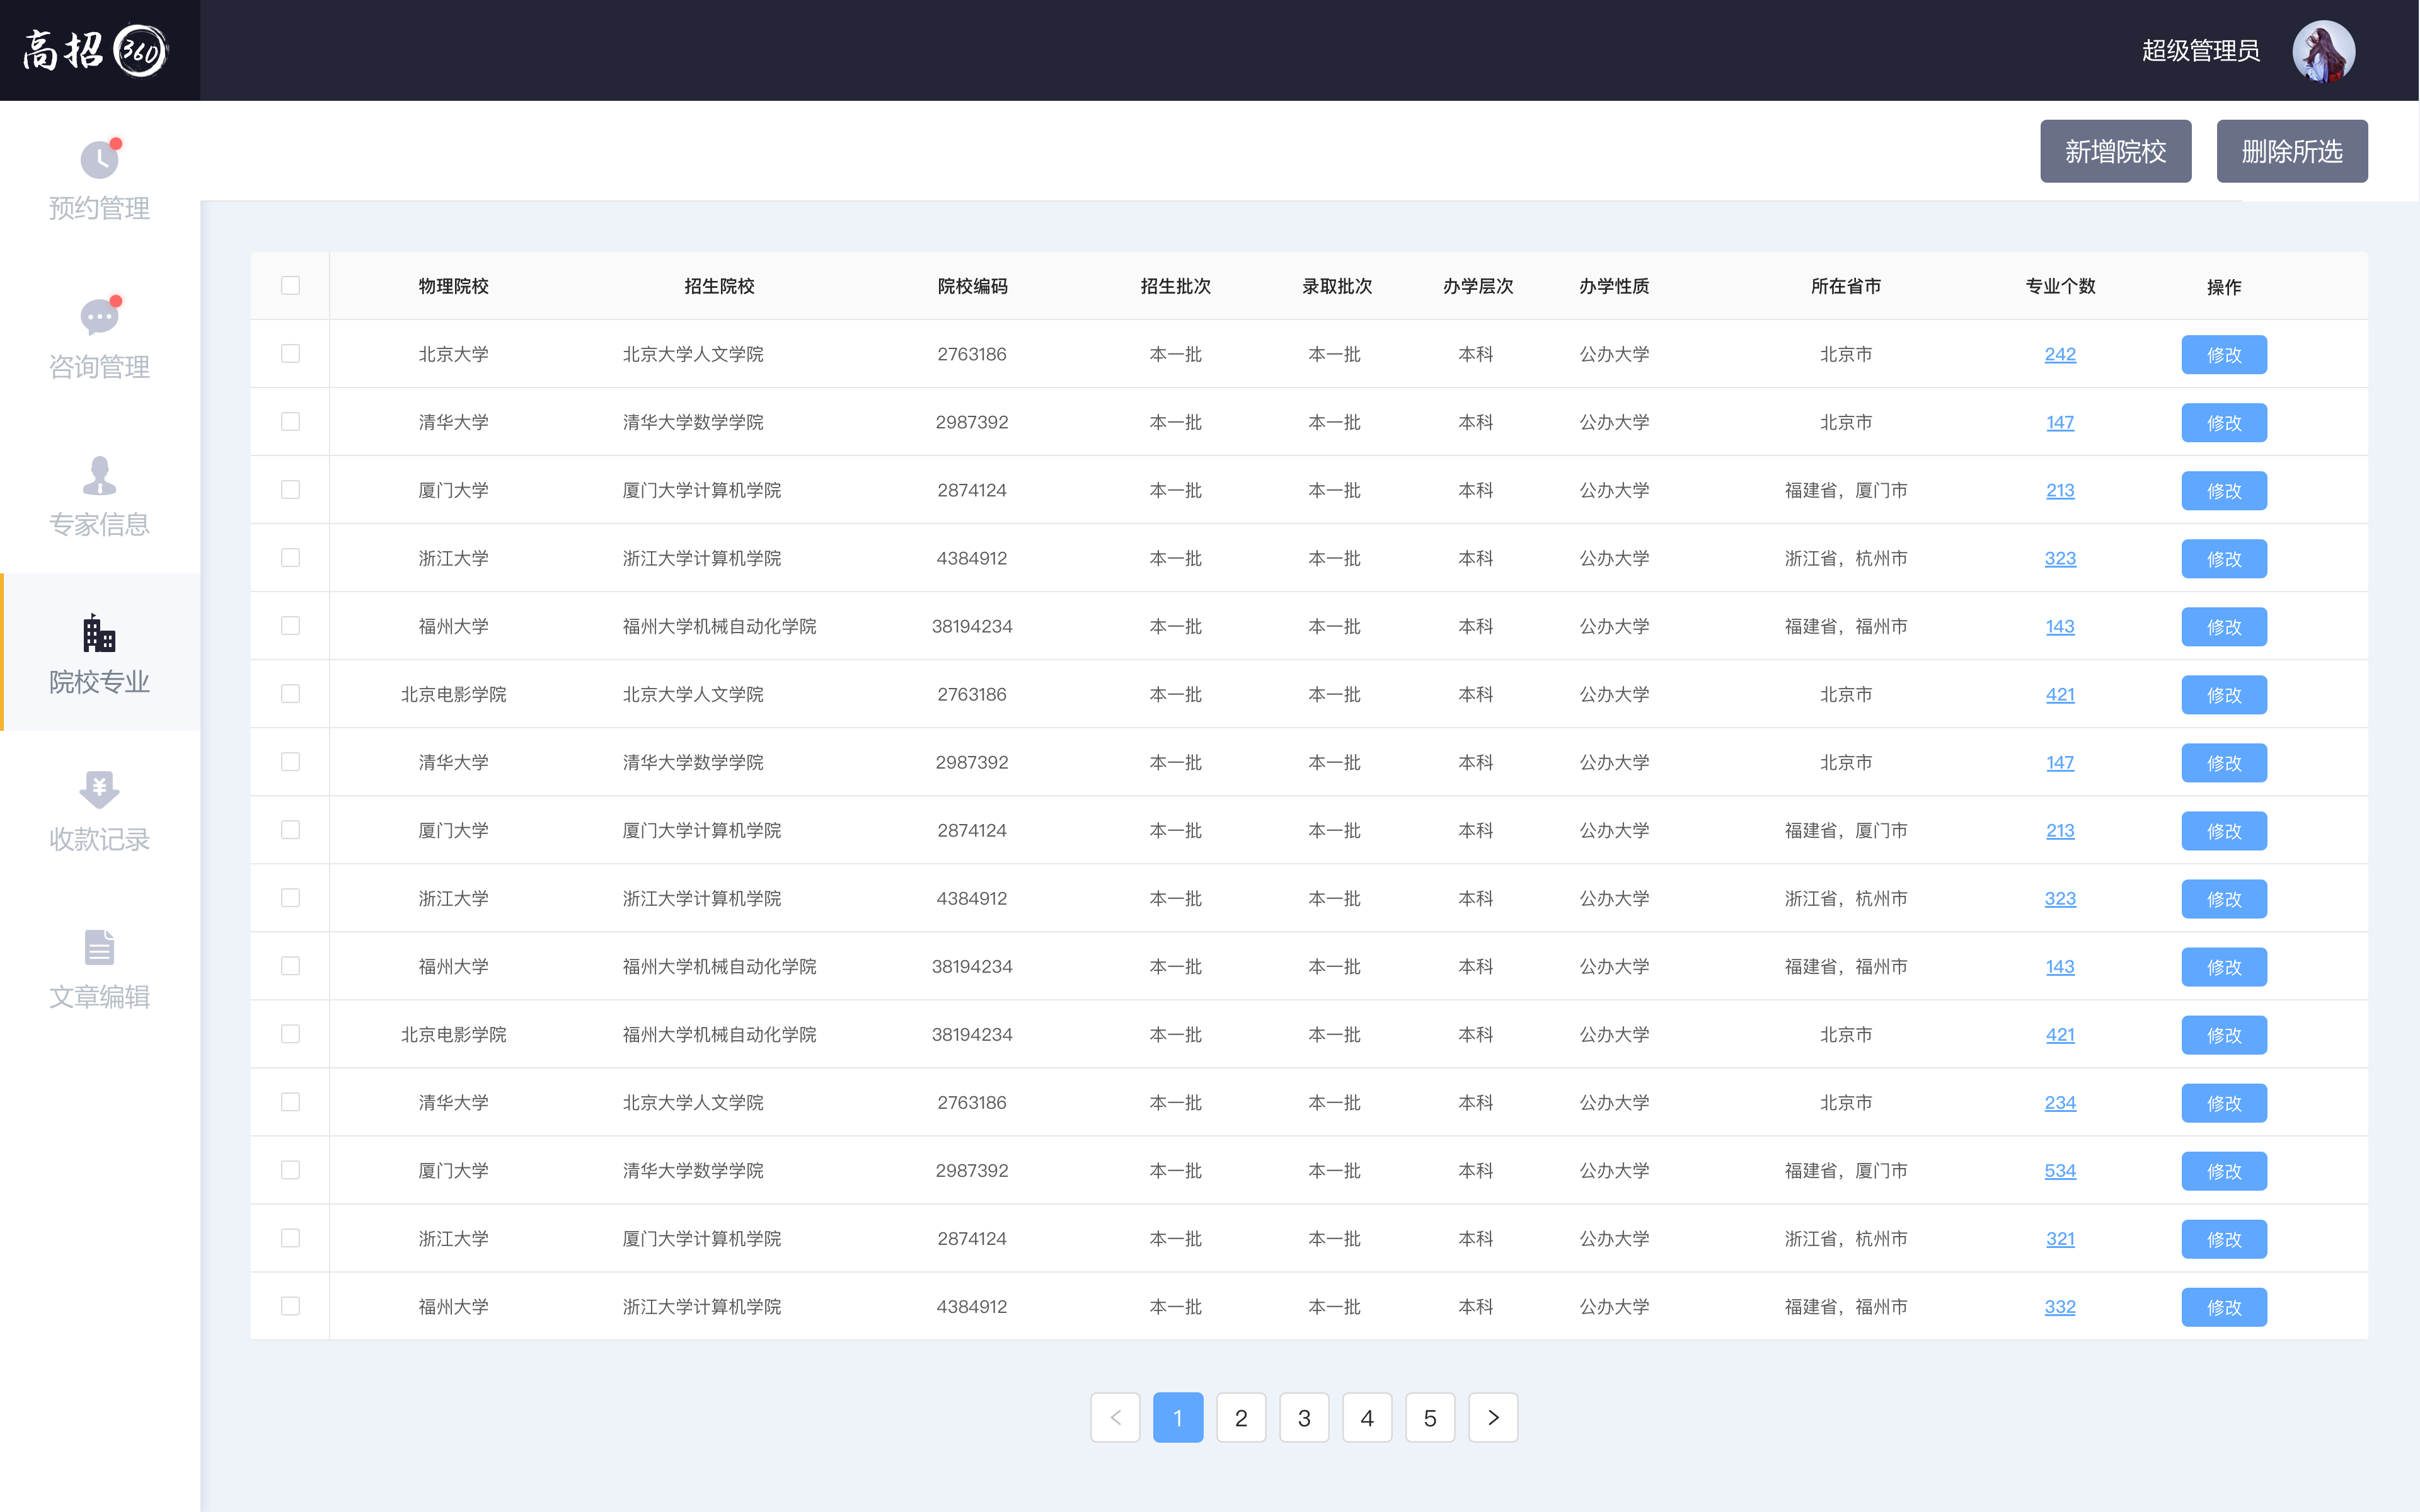 高招360
超级管理员
新增院校 删除所选
预约管理
咨询管理
专家信息
院校专业
收款记录
文章编辑
物理院校 招生院校 院校编码 招生批次 录取批次 办学层次 办学性质 所在省市 专业个数 操作
北京大学 北京大学人文学院 2763186 本一批 本一批 本科 公办大学 北京市 242 修改
清华大学 清华大学数学学院 2987392 本一批 本一批 本科 公办大学 北京市 147 修改
厦门大学 厦门大学计算机学院 2874124 本一批 本一批 本科 公办大学 福建省，厦门市 213 修改
浙江大学 浙江大学计算机学院 4384912 本一批 本一批 本科 公办大学 浙江省，杭州市 323 修改
福州大学 福州大学机械自动化学院 38194234 本一批 本一批 本科 公办大学 福建省，福州市 143 修改
北京电影学院 北京大学人文学院 2763186 本一批 本一批 本科 公办大学 北京市 421 修改
清华大学 清华大学数学学院 2987392 本一批 本一批 本科 公办大学 北京市 147 修改
厦门大学 厦门大学计算机学院 2874124 本一批 本一批 本科 公办大学 福建省，厦门市 213 修改
浙江大学 浙江大学计算机学院 4384912 本一批 本一批 本科 公办大学 浙江省，杭州市 323 修改
福州大学 福州大学机械自动化学院 38194234 本一批 本一批 本科 公办大学 福建省，福州市 143 修改
北京电影学院 福州大学机械自动化学院 38194234 本一批 本一批 本科 公办大学 北京市 421 修改
清华大学 北京大学人文学院 2763186 本一批 本一批 本科 公办大学 北京市 234 修改
厦门大学 清华大学数学学院 2987392 本一批 本一批 本科 公办大学 福建省，厦门市 534 修改
浙江大学 厦门大学计算机学院 2874124 本一批 本一批 本科 公办大学 浙江省，杭州市 321 修改
福州大学 浙江大学计算机学院 4384912 本一批 本一批 本科 公办大学 福建省，福州市 332 修改
< 1 2 3 4 5 >